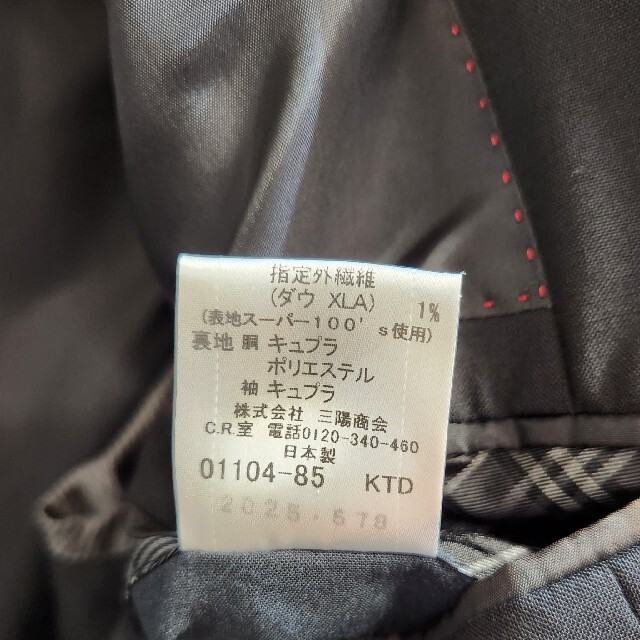 指定外繊維
(ダウ XLA) 1%
(表地スーパー100's使用)
裏地 胴 キュプラ
ポリエステル
袖 キュプラ
株式会社 三陽商会
C.R.室 電話0120-340-460
日本製
01104-85 KTD